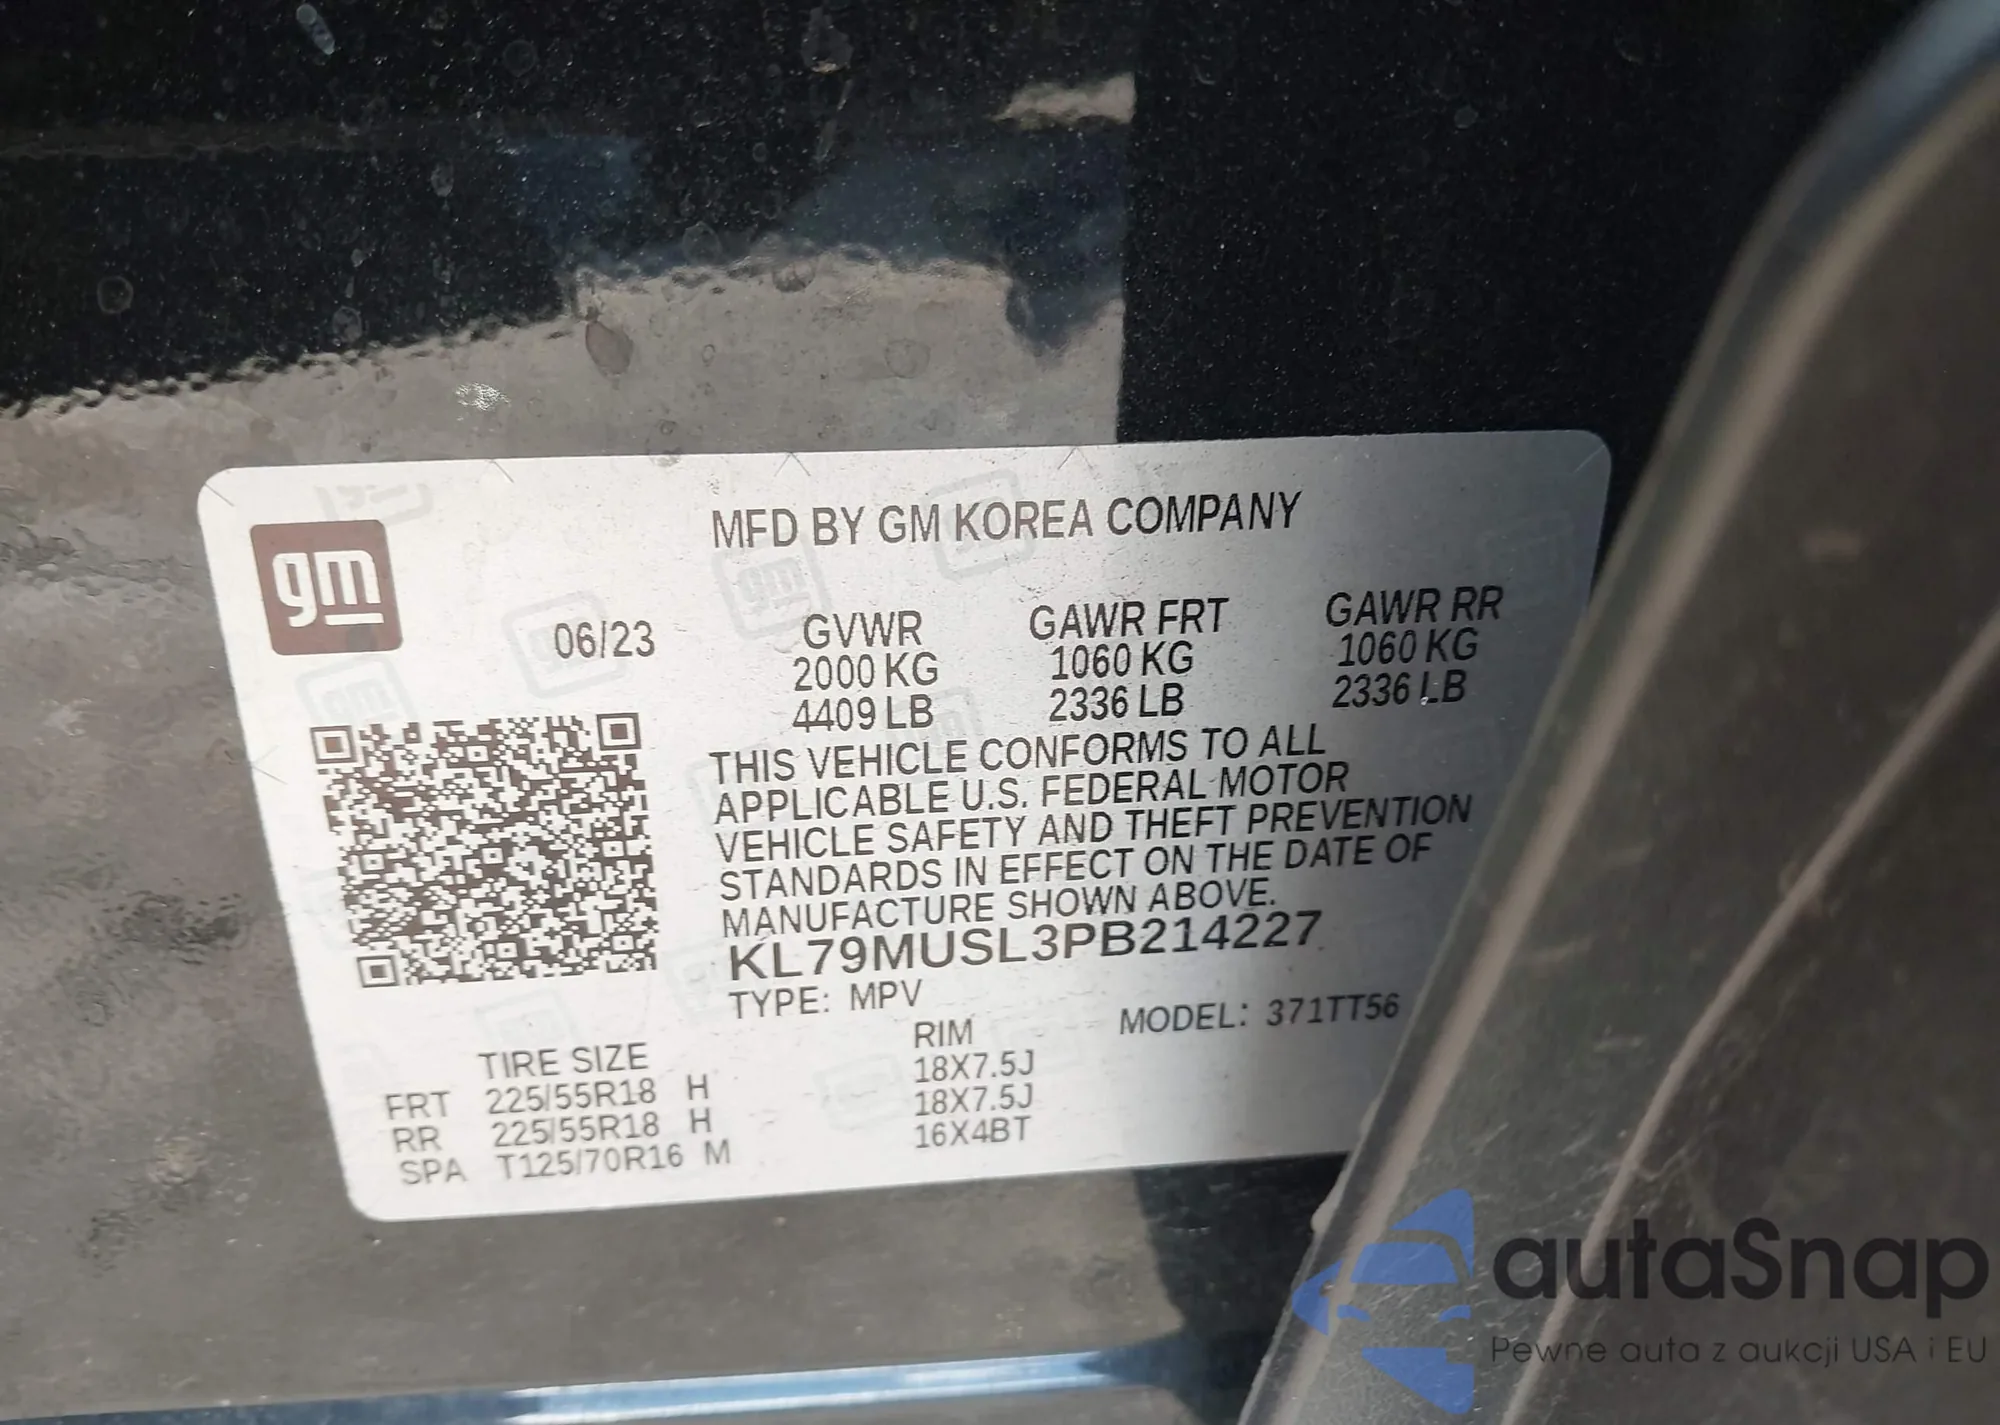 gm
MFD BY GM KOREA COMPANY
06/23
GVWR GAWR FRT GAWR RR
2000 KG 1060 KG 1060 KG
4409 LB 2336 LB 2336 LB
THIS VEHICLE CONFORMS TO ALL
APPLICABLE U.S. FEDERAL MOTOR
VEHICLE SAFETY AND THEFT PREVENTION
STANDARDS IN EFFECT ON THE DATE OF
MANUFACTURE SHOWN ABOVE.
KL79MUSL3PB214227
TYPE: MPV MODEL: 371TT56
TIRE SIZE RIM
FRT 225/55R18 H 18X7.5J
RR 225/55R18 H 18X7.5J
SPA T125/70R16 M 16X4BT
autaSnap
Pewne auta z aukcji USA i EU